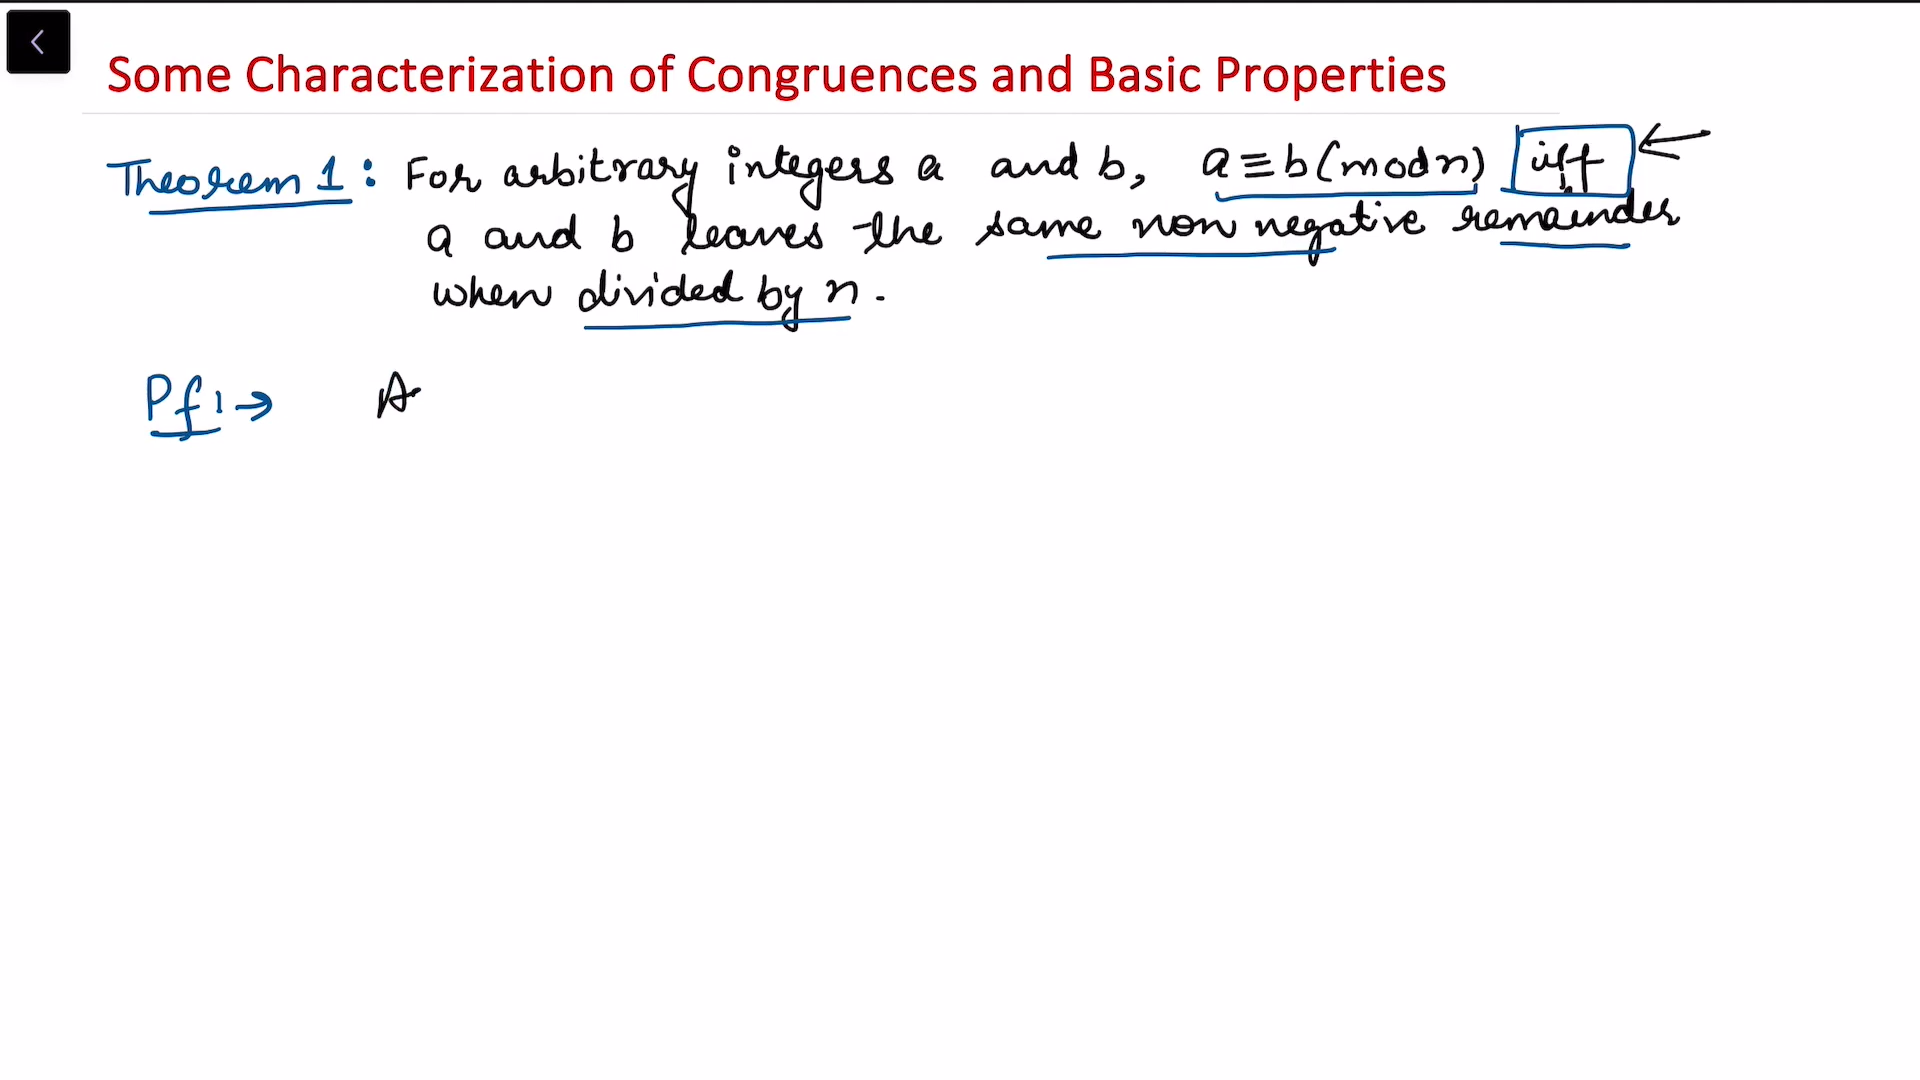 Some Characterization of Congruences and Basic Properties
Theorem 1 : For arbitrary integers a and b, a ≡ b (mod n) iff
a and b leaves the same non negative remainder
when divided by n.
Pf: →